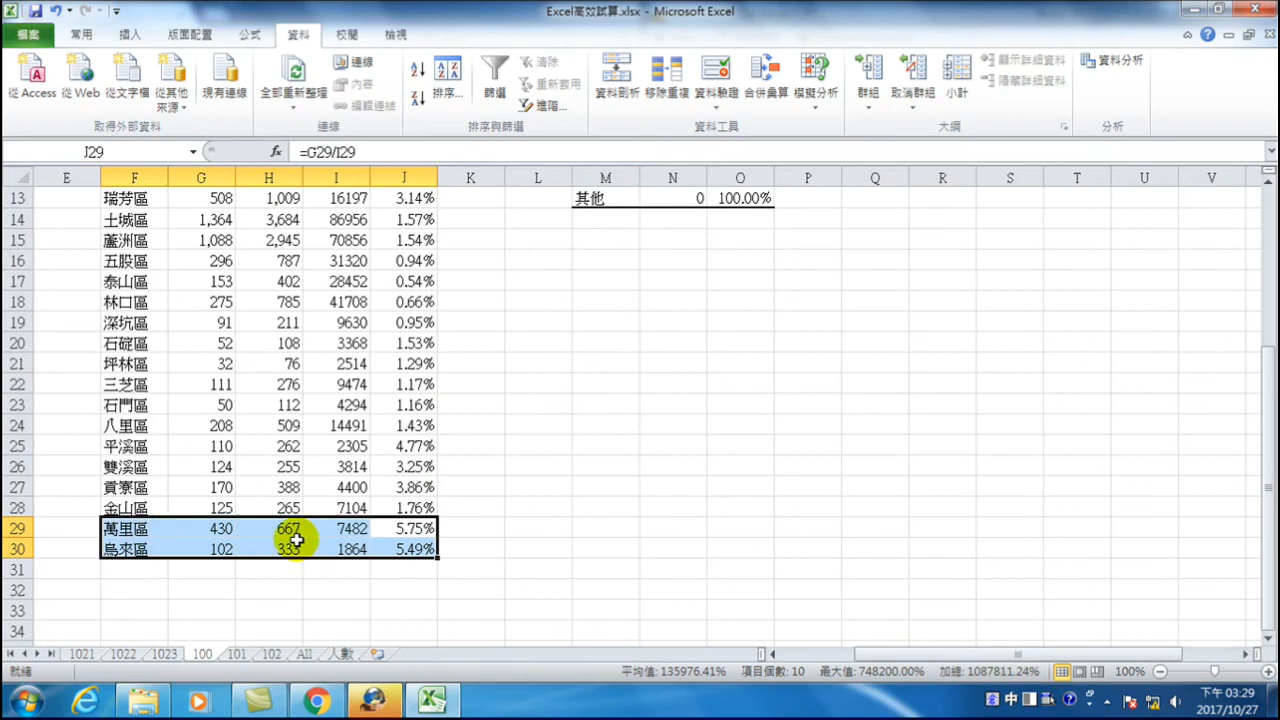 Excel高效試算.xlsx - Microsoft Excel
檔案 常用 插入 版面配置 公式 資料 校閱 檢視
從 Access 從 Web 從文字檔 從其他來源 現有連線 全部重新整理 連線 內容 編輯連結 排序... 篩選 清除 重新套用 進階... 資料剖析 移除重複 資料驗證 合併彙算 模擬分析 群組 取消群組 小計 顯示詳細資料 隱藏詳細資料 資料分析
取得外部資料 連線 排序與篩選 資料工具 大綱 分析
J29 fx =G29/I29
E F G H I J K L M N O P Q R S T U V
13 瑞芳區 508 1,009 16197 3.14% 其他 0 100.00%
14 土城區 1,364 3,684 86956 1.57%
15 蘆洲區 1,088 2,945 70856 1.54%
16 五股區 296 787 31320 0.94%
17 泰山區 153 402 28452 0.54%
18 林口區 275 785 41708 0.66%
19 深坑區 91 211 9630 0.95%
20 石碇區 52 108 3368 1.53%
21 坪林區 32 76 2514 1.29%
22 三芝區 111 276 9474 1.17%
23 石門區 50 112 4294 1.16%
24 八里區 208 509 14491 1.43%
25 平溪區 110 262 2305 4.77%
26 雙溪區 124 255 3814 3.25%
27 貢寮區 170 388 4400 3.86%
28 金山區 125 265 7104 1.76%
29 萬里區 430 667 7482 5.75%
30 烏來區 102 333 1864 5.49%
31
32
33
34
1021 1022 1023 100 101 102 All 人數
就緒 平均值: 135976.41% 項目個數: 10 最大值: 748200.00% 加總: 1087811.24% 100%
中 下午 03:29
2017/10/27